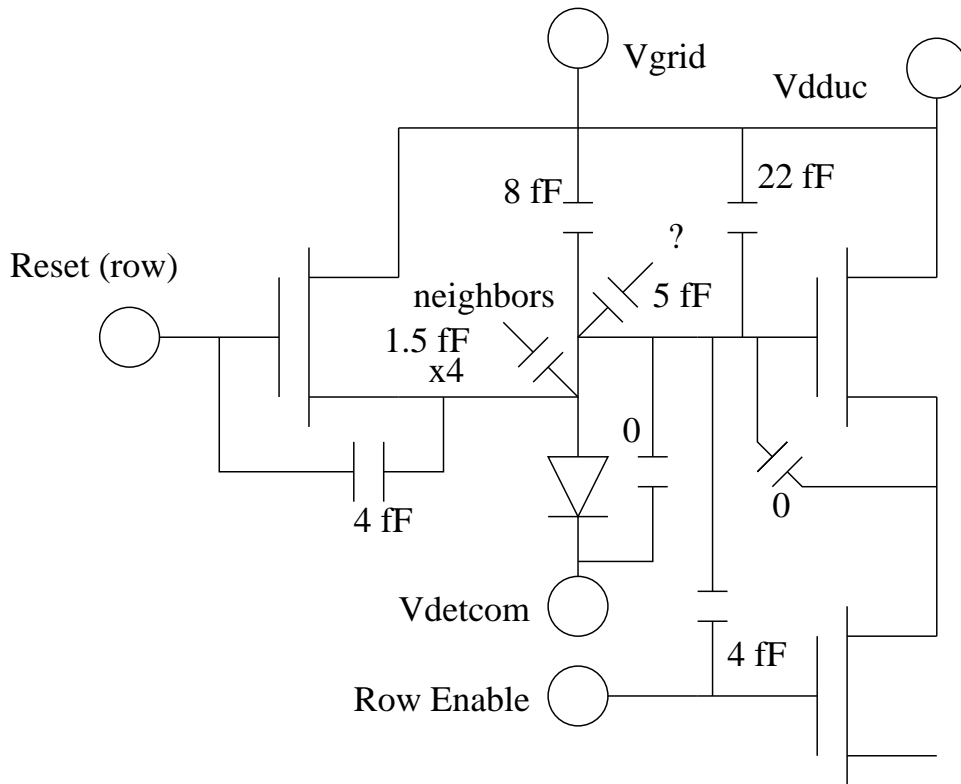 Vgrid
Vdduc
8 fF
22 fF
?
Reset (row)
neighbors
5 fF
1.5 fF
x4
0
4 fF
0
Vdetcom
4 fF
Row Enable